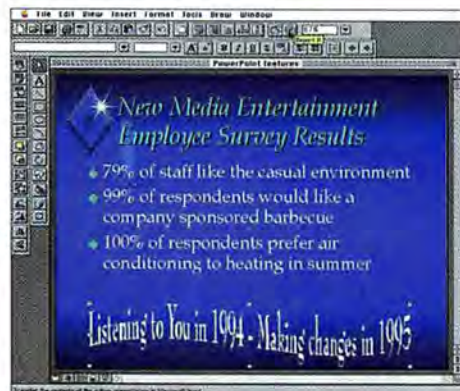 File Edit View Insert Format Tools Draw Window
PowerPoint features
New Media Entertainment
Employee Survey Results
79% of staff like the casual environment
99% of respondents would like a
company sponsored barbecue
100% of respondents prefer air
conditioning to heating in summer
Listening to You in 1994 - Making changes in 1995